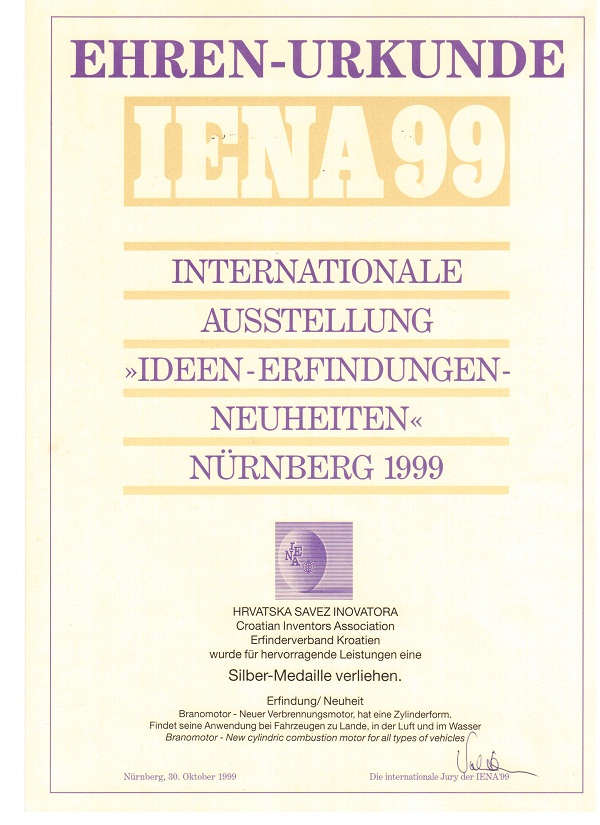 EHREN-URKUNDE
IENA 99
INTERNATIONALE
AUSSTELLUNG
»IDEEN-ERFINDUNGEN-
NEUHEITEN«
NÜRNBERG 1999
IENA
HRVATSKA SAVEZ INOVATORA
Croatian Inventors Association
Erfinderverband Kroatien
wurde für hervorragende Leistungen eine
Silber-Medaille verliehen.
Erfindung/ Neuheit
Branomotor - Neuer Verbrennungsmotor, hat eine Zylinderform.
Findet seine Anwendung bei Fahrzeugen zu Lande, in der Luft und im Wasser
Branomotor - New cylindric combustion motor for all types of vehicles
Nürnberg, 30. Oktober 1999 Die internationale Jury der IENA'99